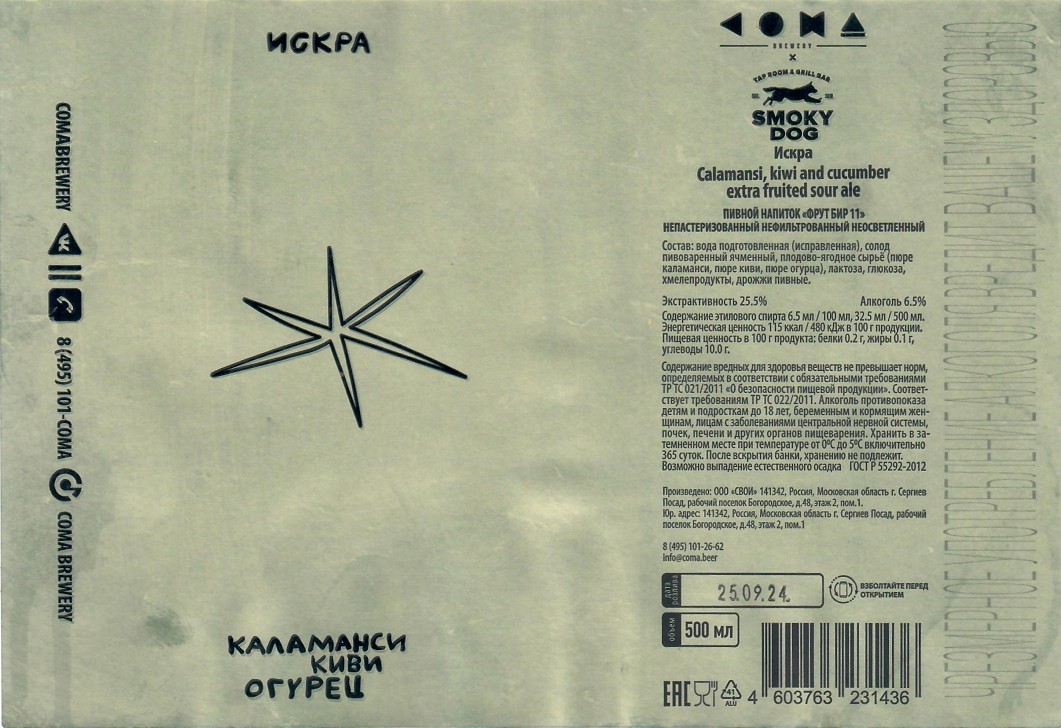 ИСКРА
COMABREWERY
8 (495) 101-COMA
COMA BREWERY
КАЛАМАНСИ
КИВИ
ОГУРЕЦ
BREWERY
x
TAP ROOM & GRILL BAR
SMOKY
DOG
Искра
Calamansi, kiwi and cucumber
extra fruited sour ale
ПИВНОЙ НАПИТОК «ФРУТ БИР 11»
НЕПАСТЕРИЗОВАННЫЙ НЕФИЛЬТРОВАННЫЙ НЕОСВЕТЛЕННЫЙ
Состав: вода подготовленная (исправленная), солод
пивоваренный ячменный, плодово-ягодное сырьё (пюре
каламанси, пюре киви, пюре огурца), лактоза, глюкоза,
хмелепродукты, дрожжи пивные.
Экстрактивность 25.5% Алкоголь 6.5%
Содержание этилового спирта 6.5 мл / 100 мл, 32.5 мл / 500 мл.
Энергетическая ценность 115 ккал / 480 кДж в 100 г продукции.
Пищевая ценность в 100 г продукта: белки 0.2 г, жиры 0.1 г,
углеводы 10.0 г.
Содержание вредных для здоровья веществ не превышает норм,
определяемых в соответствии с обязательными требованиями
ТР ТС 021/2011 «О безопасности пищевой продукции». Соответ-
ствует требованиям ТР ТС 022/2011. Алкоголь противопоказа
детям и подросткам до 18 лет, беременным и кормящим жен-
щинам, лицам с заболеваниями центральной нервной системы,
почек, печени и других органов пищеварения. Хранить в за-
темненном месте при температуре от 0°C до 5°C включительно
365 суток. После вскрытия банки, хранению не подлежит.
Возможно выпадение естественного осадка ГОСТ Р 55292-2012
Произведено: ООО «СВОИ» 141342, Россия, Московская область г. Сергиев
Посад, рабочий поселок Богородское, д.48, этаж 2, пом.1.
Юр. адрес: 141342, Россия, Московская область г. Сергиев Посад, рабочий
поселок Богородское, д.48, этаж 2, пом.1
8 (495) 101-26-62
info@coma.beer
дата
розлива
25.09.24.
ВЗБОЛТАЙТЕ ПЕРЕД
ОТКРЫТИЕМ
объем
500 мл
EAC
41
ALU
4 603763 231436
ЧРЕЗМЕРНОЕ УПОТРЕБЛЕНИЕ АЛКОГОЛЯ ВРЕДИТ ВАШЕМУ ЗДОРОВЬЮ